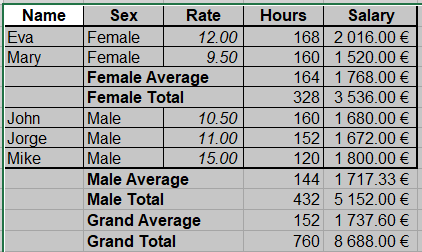 Name Sex Rate Hours Salary
Eva Female 12.00 168 2 016.00 €
Mary Female 9.50 160 1 520.00 €
Female Average 164 1 768.00 €
Female Total 328 3 536.00 €
John Male 10.50 160 1 680.00 €
Jorge Male 11.00 152 1 672.00 €
Mike Male 15.00 120 1 800.00 €
Male Average 144 1 717.33 €
Male Total 432 5 152.00 €
Grand Average 152 1 737.60 €
Grand Total 760 8 688.00 €